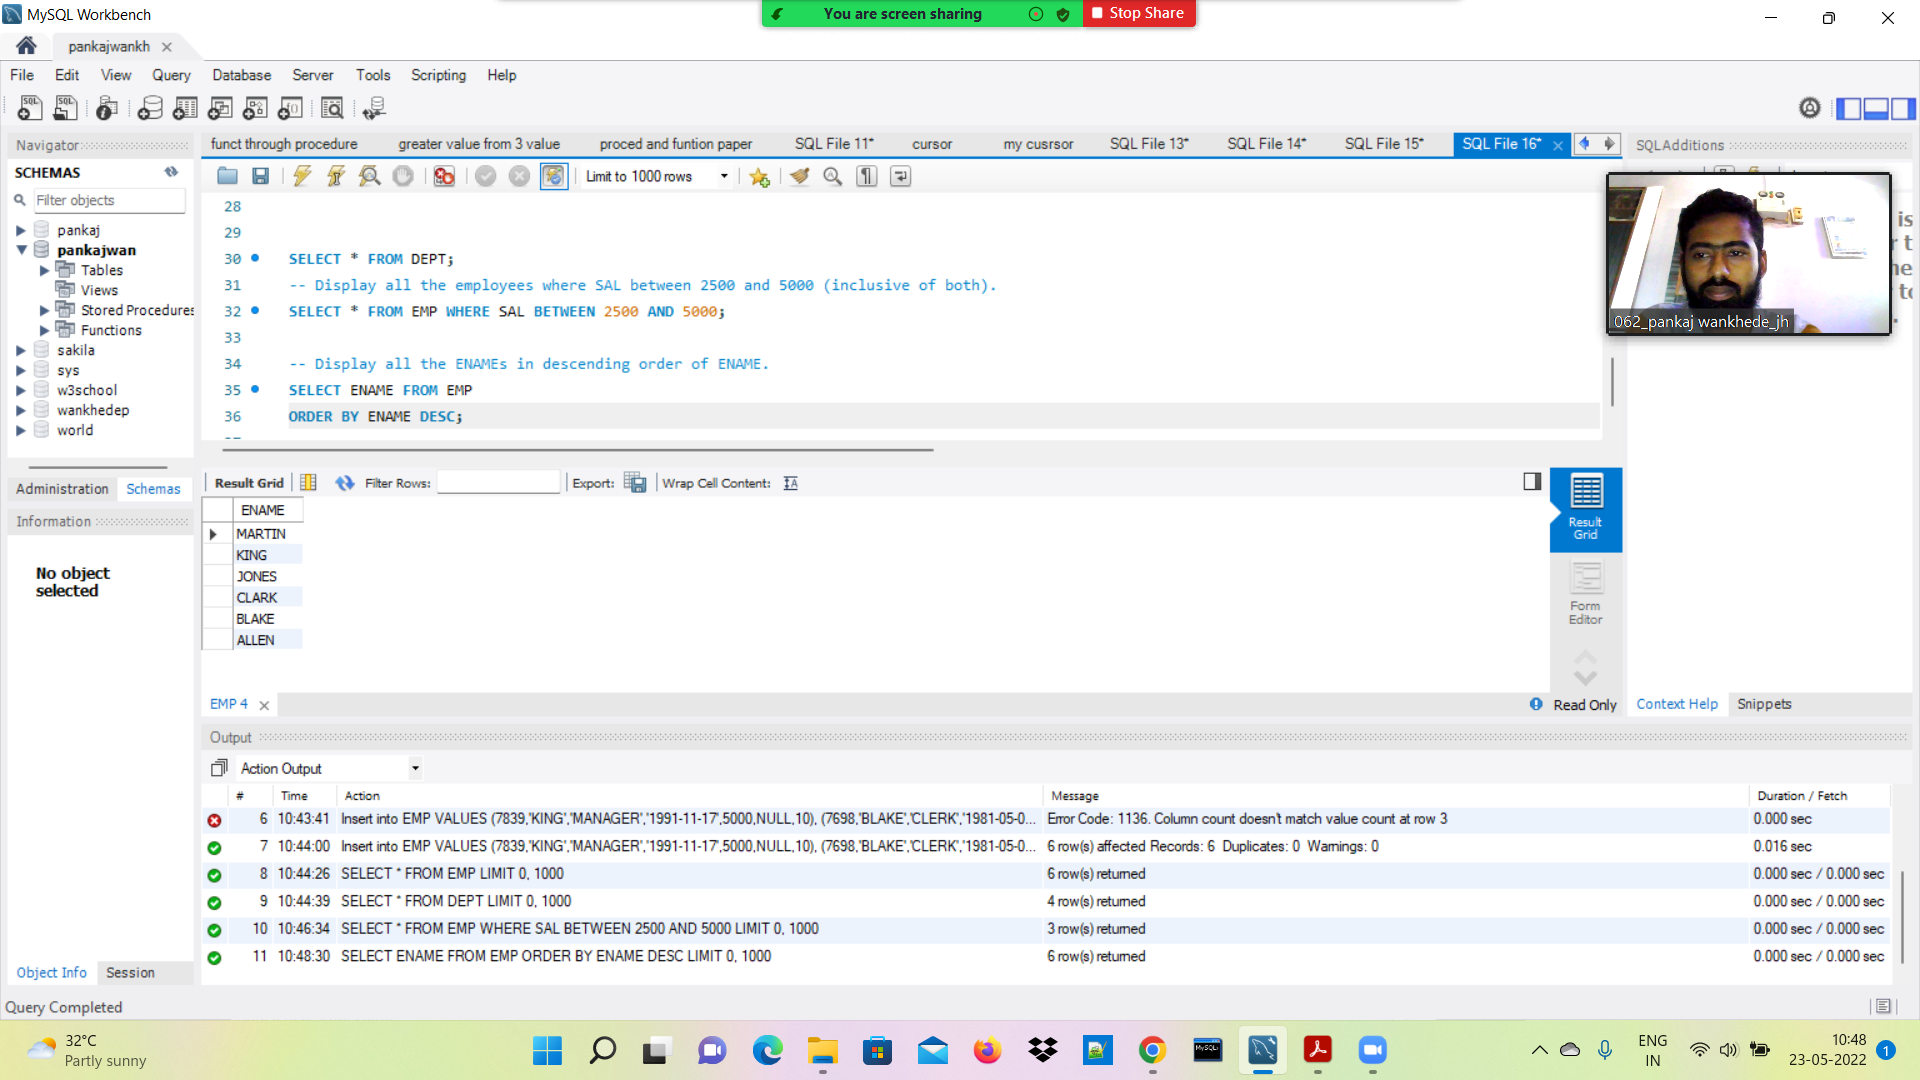 MySQL Workbench
You are screen sharing
Stop Share
pankajwankh
File Edit View Query Database Server Tools Scripting Help
Navigator
SCHEMAS
Filter objects
pankaj
pankajwan
Tables
Views
Stored Procedures
Functions
sakila
sys
w3school
wankhedep
world
Administration Schemas
Information
No object
selected
Object Info Session
funct through procedure greater value from 3 value proced and funtion paper SQL File 11* cursor my cusrsor SQL File 13* SQL File 14* SQL File 15* SQL File 16*
Limit to 1000 rows
28
29
30 SELECT * FROM DEPT;
31 -- Display all the employees where SAL between 2500 and 5000 (inclusive of both).
32 SELECT * FROM EMP WHERE SAL BETWEEN 2500 AND 5000;
33
34 -- Display all the ENAMEs in descending order of ENAME.
35 SELECT ENAME FROM EMP
36 ORDER BY ENAME DESC;
SQLAdditions
062_pankaj wankhede_jh
Result Grid Filter Rows: Export: Wrap Cell Content:
ENAME
MARTIN
KING
JONES
CLARK
BLAKE
ALLEN
Result
Grid
Form
Editor
EMP 4
Read Only
Context Help Snippets
Output
Action Output
# Time Action Message Duration / Fetch
6 10:43:41 Insert into EMP VALUES (7839,'KING','MANAGER','1991-11-17',5000,NULL,10), (7698,'BLAKE','CLERK','1981-05-0... Error Code: 1136. Column count doesn't match value count at row 3 0.000 sec
7 10:44:00 Insert into EMP VALUES (7839,'KING','MANAGER','1991-11-17',5000,NULL,10), (7698,'BLAKE','CLERK','1981-05-0... 6 row(s) affected Records: 6 Duplicates: 0 Warnings: 0 0.016 sec
8 10:44:26 SELECT * FROM EMP LIMIT 0, 1000 6 row(s) returned 0.000 sec / 0.000 sec
9 10:44:39 SELECT * FROM DEPT LIMIT 0, 1000 4 row(s) returned 0.000 sec / 0.000 sec
10 10:46:34 SELECT * FROM EMP WHERE SAL BETWEEN 2500 AND 5000 LIMIT 0, 1000 3 row(s) returned 0.000 sec / 0.000 sec
11 10:48:30 SELECT ENAME FROM EMP ORDER BY ENAME DESC LIMIT 0, 1000 6 row(s) returned 0.000 sec / 0.000 sec
Query Completed
32°C
Partly sunny
ENG
IN
10:48
23-05-2022
1